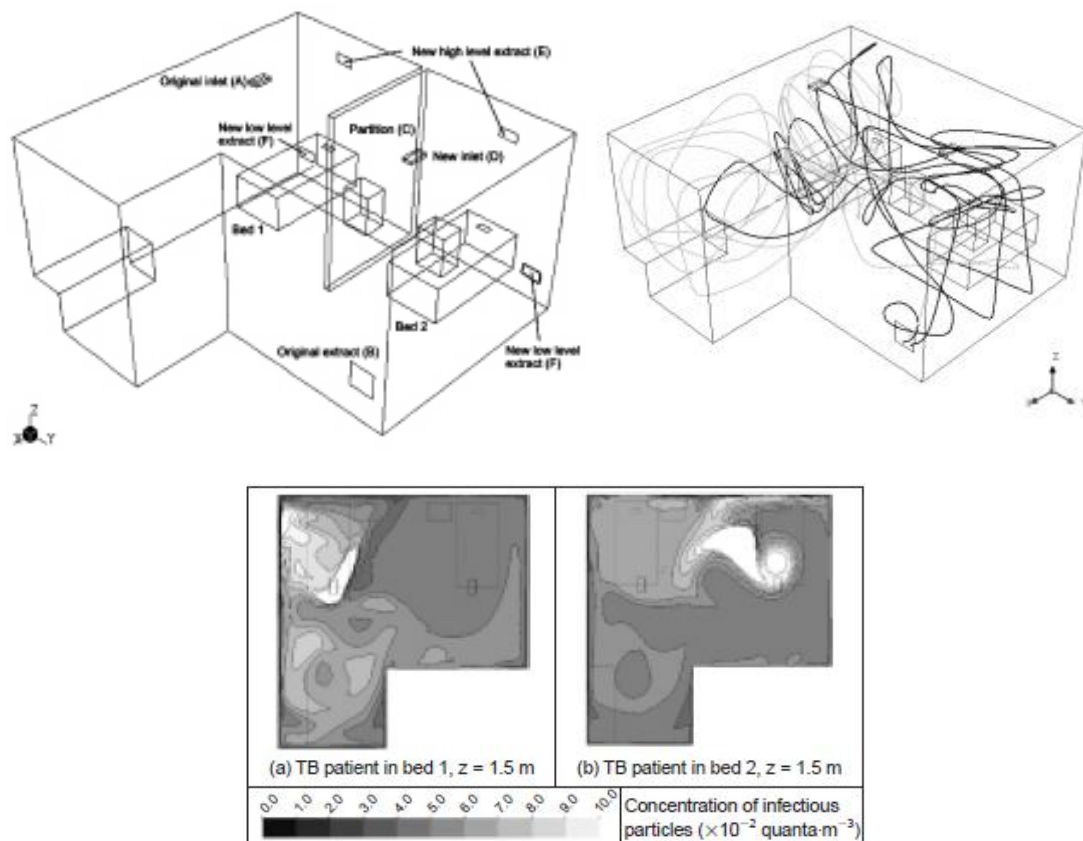 New high level extract (E)
Original inlet (A)
Partition (C)
New low level
extract (F)
New inlet (D)
Bed 1
Bed 2
Original extract (B)
New low level
extract (F)
Z
X
Y
Z
(a) TB patient in bed 1, z = 1.5 m
(b) TB patient in bed 2, z = 1.5 m
0.0 1.0 2.0 3.0 4.0 5.0 6.0 7.0 8.0 9.0 10.0
Concentration of infectious
particles (×10⁻² quanta·m⁻³)